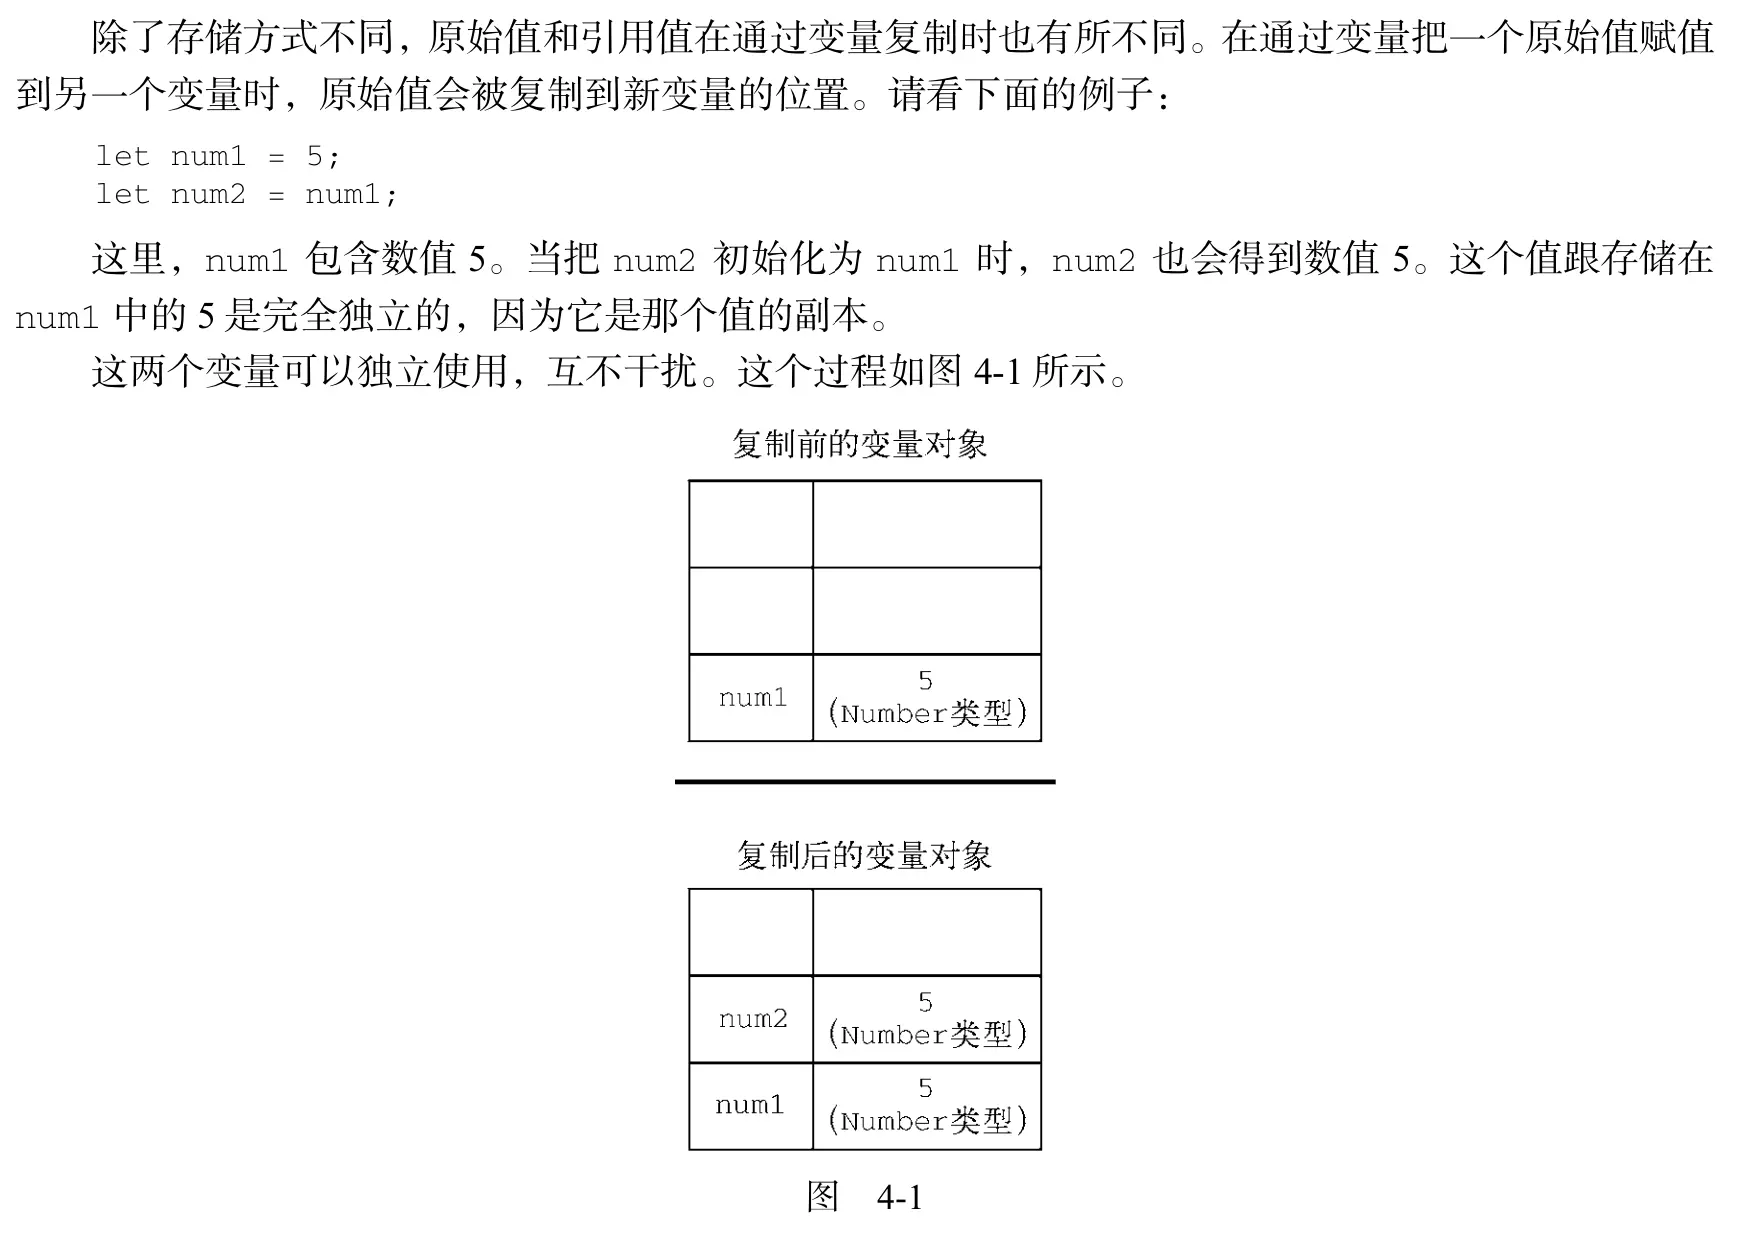 除了存储方式不同，原始值和引用值在通过变量复制时也有所不同。在通过变量把一个原始值赋值
到另一个变量时，原始值会被复制到新变量的位置。请看下面的例子：
let num1 = 5;
let num2 = num1;
这里，num1 包含数值 5。当把 num2 初始化为 num1 时，num2 也会得到数值 5。这个值跟存储在
num1 中的 5 是完全独立的，因为它是那个值的副本。
这两个变量可以独立使用，互不干扰。这个过程如图 4-1 所示。
复制前的变量对象
num1
5
(Number类型)
复制后的变量对象
num2
5
(Number类型)
num1
5
(Number类型)
图 4-1